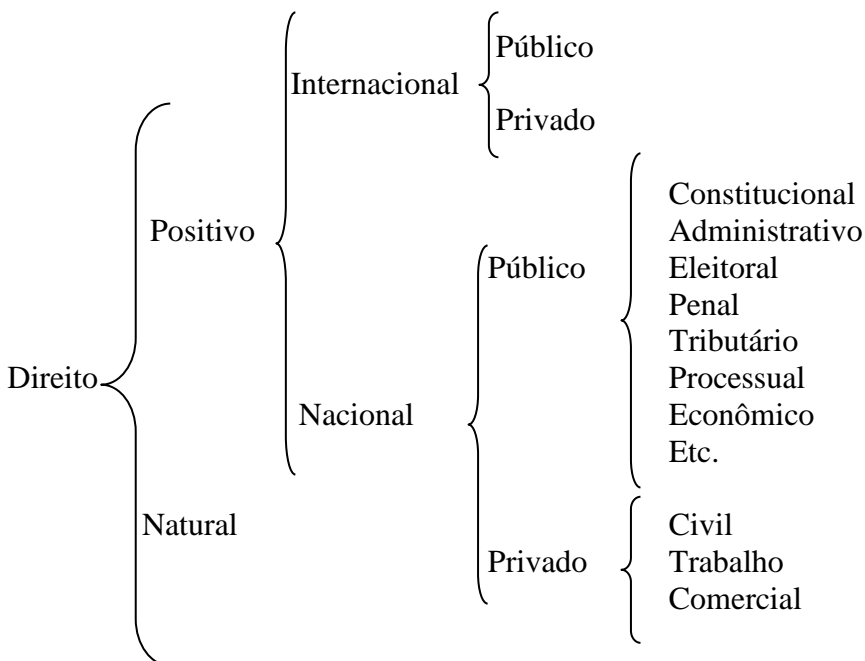 Público
Internacional
Privado
Constitucional
Positivo
Administrativo
Público
Eleitoral
Penal
Tributário
Direito
Processual
Nacional
Econômico
Etc.
Natural
Civil
Privado
Trabalho
Comercial